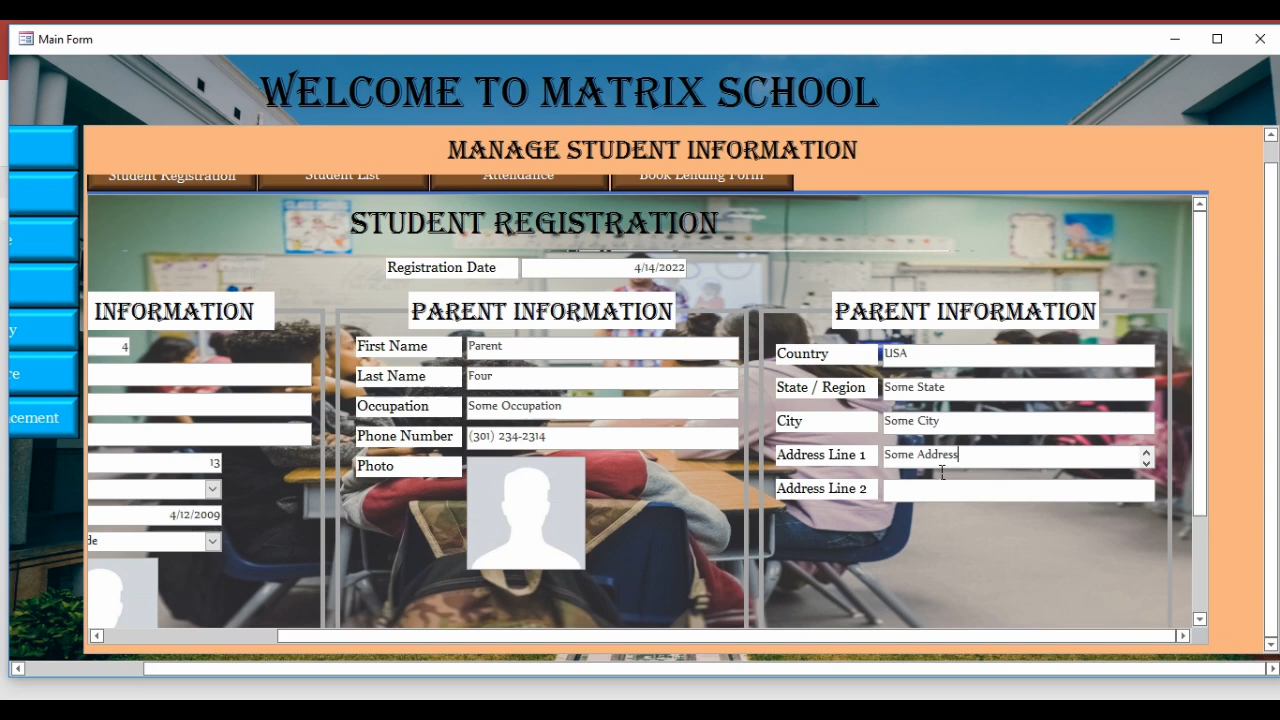 Main Form
WELCOME TO MATRIX SCHOOL
MANAGE STUDENT INFORMATION
Student Registration
Student List
Attendance
Book Lending Form
STUDENT REGISTRATION
Registration Date 4/14/2022
INFORMATION
4
13
4/12/2009
de
PARENT INFORMATION
First Name Parent
Last Name Four
Occupation Some Occupation
Phone Number (301) 234-2314
Photo
PARENT INFORMATION
Country USA
State / Region Some State
City Some City
Address Line 1 Some Address
Address Line 2
e
y
re
cement